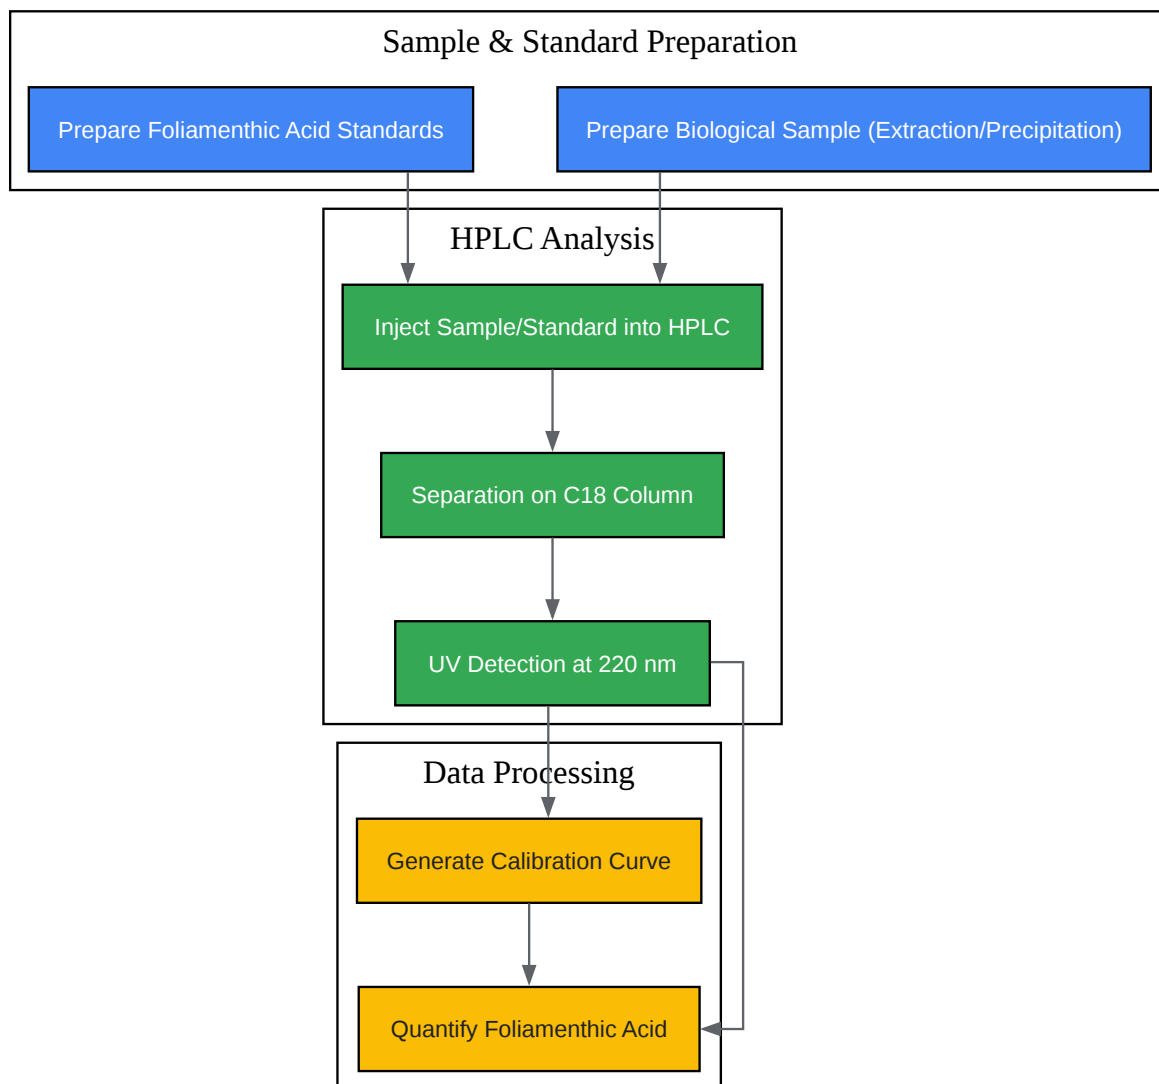 Sample & Standard Preparation
Prepare Foliamenthic Acid Standards
Prepare Biological Sample (Extraction/Precipitation)
HPLC Analysis
Inject Sample/Standard into HPLC
Separation on C18 Column
UV Detection at 220 nm
Data Processing
Generate Calibration Curve
Quantify Foliamenthic Acid